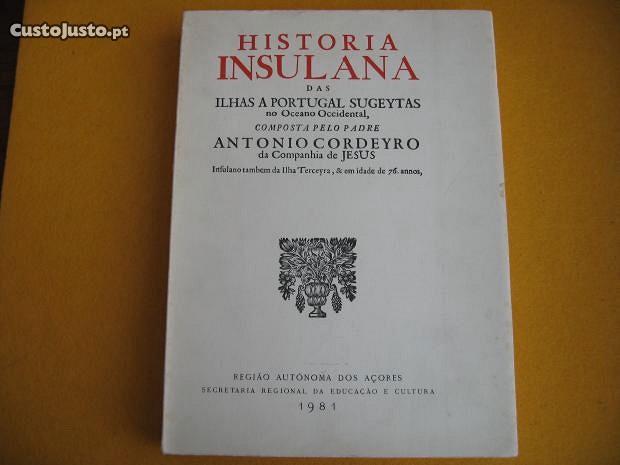 CustoJusto.pt
HISTORIA
INSULANA
DAS
ILHAS A PORTUGAL SUGEYTAS
no Oceano Occidental,
COMPOSTA PELO PADRE
ANTONIO CORDEYRO
da Companhia de JESUS
Insulano tambem da Ilha Terceyra, & em idade de 76. annos,
REGIÃO AUTÓNOMA DOS AÇORES
SECRETARIA REGIONAL DA EDUCAÇÃO E CULTURA
1981